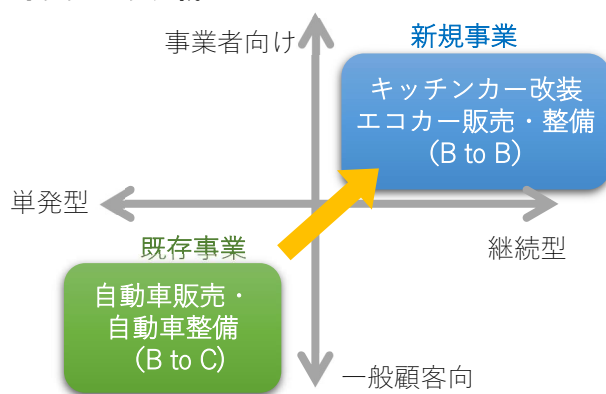 事業者向け
新規事業
キッチンカー改装
エコカー販売・整備
(B to B)
単発型
継続型
既存事業
自動車販売・
自動車整備
(B to C)
一般顧客向